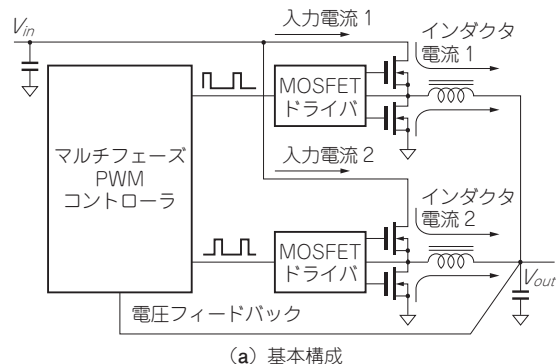 Vin
入力電流1
インダクタ
電流1
MOSFET
ドライバ
マルチフェーズ
PWM
コントローラ
入力電流2
インダクタ
電流2
MOSFET
ドライバ
Vout
電圧フィードバック
(a) 基本構成